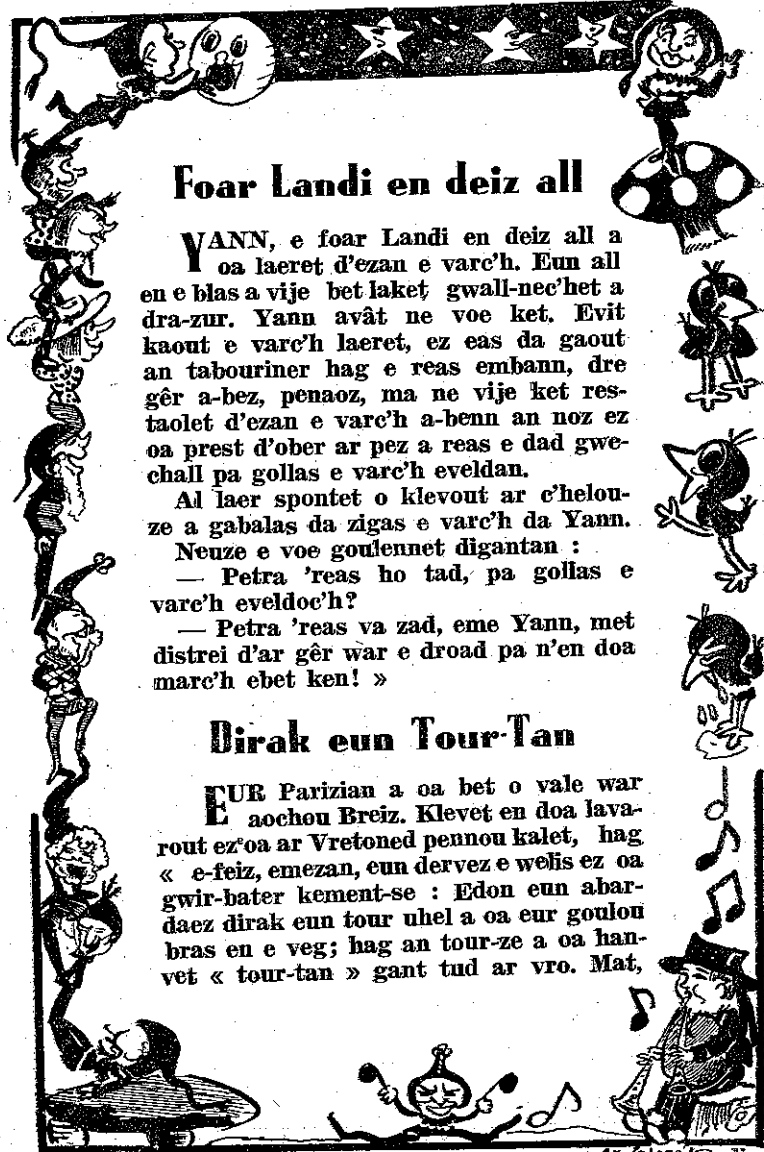 Foar Landi en deiz all
YANN, e foar Landi en deiz all a
oa laeret d'ezan e varc'h. Eun all
en e blas a vije bet laket gwall-nec'het a
dra-zur. Yann avât ne voe ket. Evit
kaout e varc'h laeret, ez eas da gaout
an tabouriner hag e reas embann, dre
gêr a-bez, penaoz, ma ne vije ket res-
taolet d'ezan e varc'h a-benn an noz ez
oa prest d'ober ar pez a reas e dad gwe-
chall pa gollas e varc'h eveldan.
Al laer spontet o klevout ar c'helou-
ze a gabalas da zigas e varc'h da Yann.
Neuze e voe goulennet digantan :
— Petra 'reas ho tad, pa gollas e
varc'h eveldoc'h?
— Petra 'reas va zad, eme Yann, met
distrei d'ar gêr war e droad pa n'en doa
marc'h ebet ken! »
Dirak eun Tour-Tan
EUR Parizian a oa bet o vale war
aochou Breiz. Klevet en doa lava-
rout ez oa ar Vretoned pennou kalet, hag
« e-feiz, emezan, eun dervez e welis ez oa
gwir-bater kement-se : Edon eun abar-
daez dirak eun tour uhel a oa eur goulou
bras en e veg; hag an tour-ze a oa han-
vet « tour-tan » gant tud ar vro. Mat,